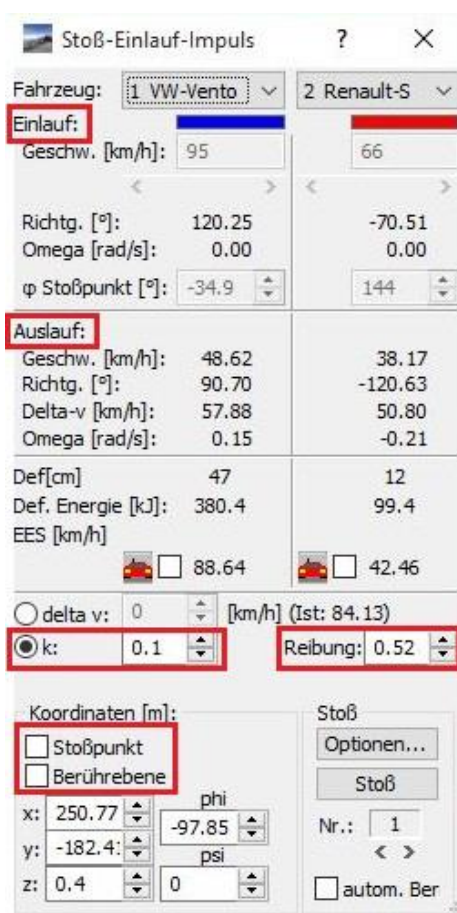 Stoß-Einlauf-Impuls ? ×
Fahrzeug: 1 VW-Vento 2 Renault-S
Einlauf:
Geschw. [km/h]: 95 66
< > < >
Richtg. [°]: 120.25 -70.51
Omega [rad/s]: 0.00 0.00
φ Stoßpunkt [°]: -34.9 144
Auslauf:
Geschw. [km/h]: 48.62 38.17
Richtg. [°]: 90.70 -120.63
Delta-v [km/h]: 57.88 50.80
Omega [rad/s]: 0.15 -0.21
Def[cm] 47 12
Def. Energie [kJ]: 380.4 99.4
EES [km/h]
88.64 42.46
delta v: 0 [km/h] (Ist: 84.13)
k: 0.1 Reibung: 0.52
Koordinaten [m]: Stoß
Stoßpunkt Optionen...
Berührebene Stoß
x: 250.77 phi
-97.85 Nr.: 1
y: -182.4 psi < >
z: 0.4 0 autom. Ber